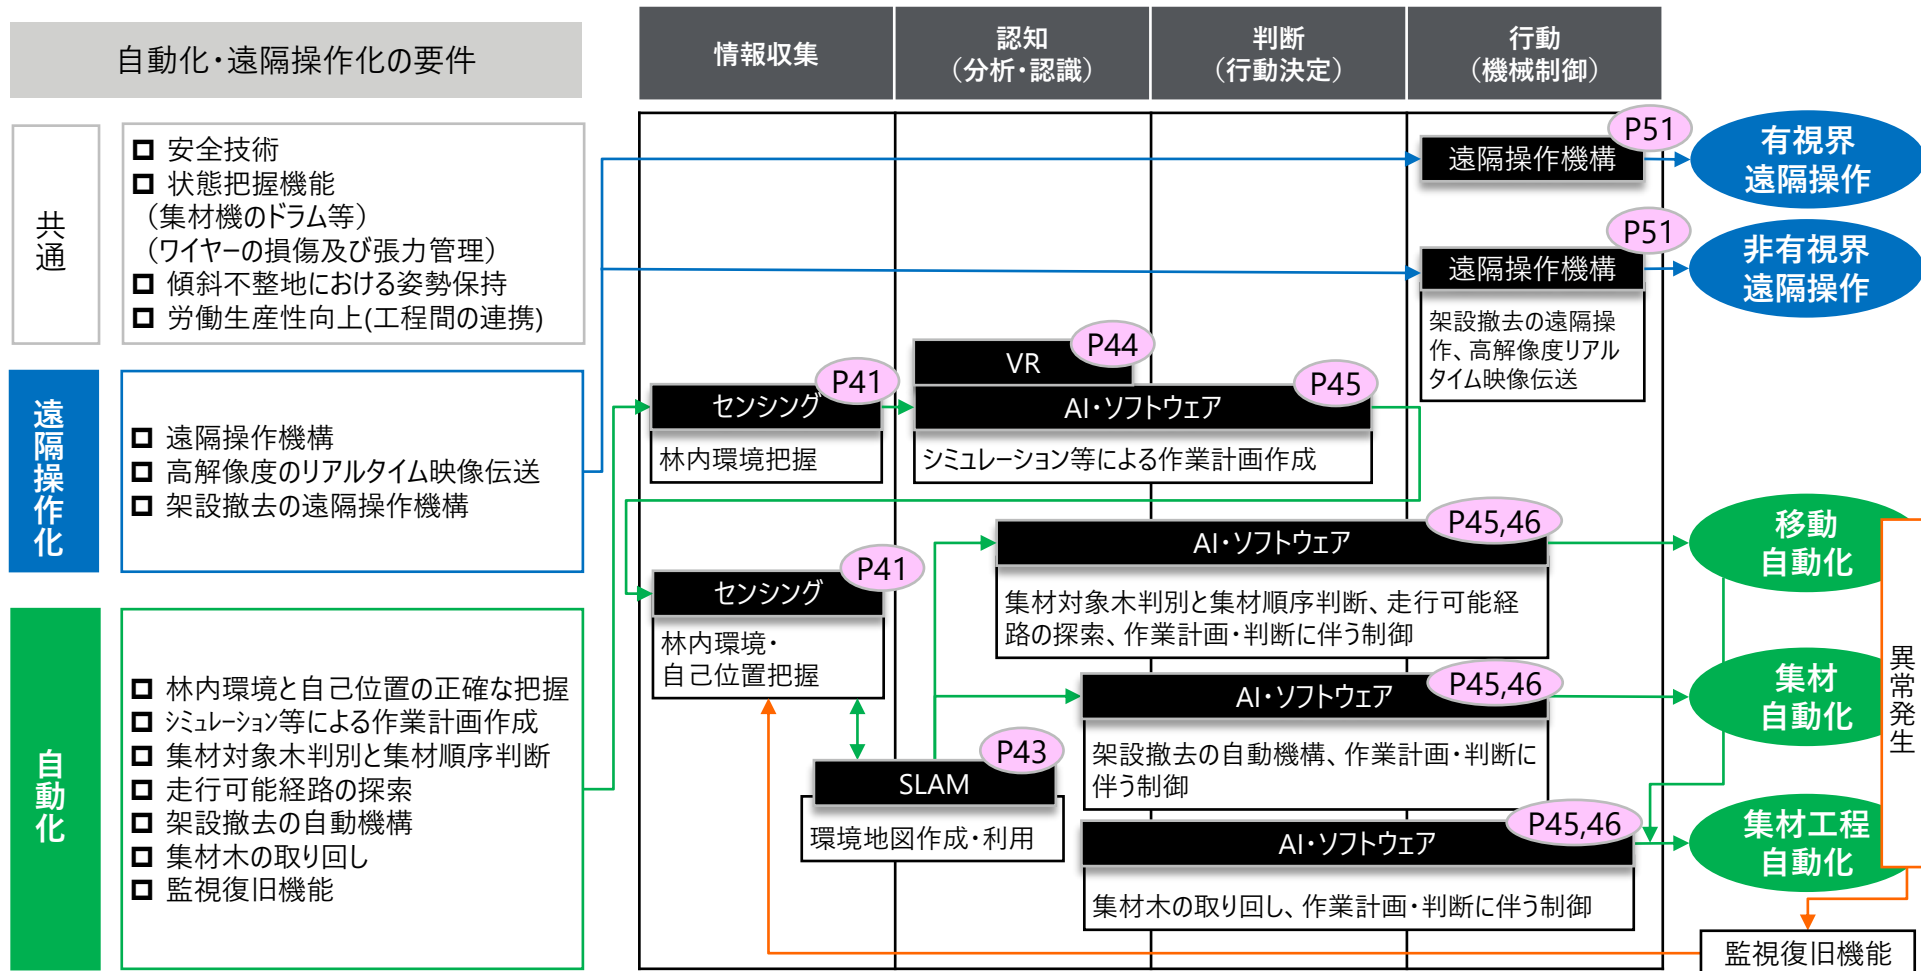 自動化・遠隔操作化の要件
情報収集
認知
（分析・認識）
判断
（行動決定）
行動
（機械制御）
共通
安全技術
状態把握機能
（集材機のドラム等）
（ワイヤーの損傷及び張力管理）
傾斜不整地における姿勢保持
労働生産性向上(工程間の連携)
遠隔操作化
遠隔操作機構
高解像度のリアルタイム映像伝送
架設撤去の遠隔操作機構
自動化
林内環境と自己位置の正確な把握
シミュレーション等による作業計画作成
集材対象木判別と集材順序判断
走行可能経路の探索
架設撤去の自動機構
集材木の取り回し
監視復旧機能
P51
遠隔操作機構
有視界
遠隔操作
P51
遠隔操作機構
架設撤去の遠隔操
作、高解像度リアル
タイム映像伝送
非有視界
遠隔操作
P41
センシング
林内環境把握
P44
VR
P45
AI・ソフトウェア
シミュレーション等による作業計画作成
P41
センシング
林内環境・
自己位置把握
P43
SLAM
環境地図作成・利用
P45,46
AI・ソフトウェア
集材対象木判別と集材順序判断、走行可能経
路の探索、作業計画・判断に伴う制御
移動
自動化
P45,46
AI・ソフトウェア
架設撤去の自動機構、作業計画・判断に
伴う制御
集材
自動化
P45,46
AI・ソフトウェア
集材木の取り回し、作業計画・判断に伴う制御
集材工程
自動化
異常発生
監視復旧機能